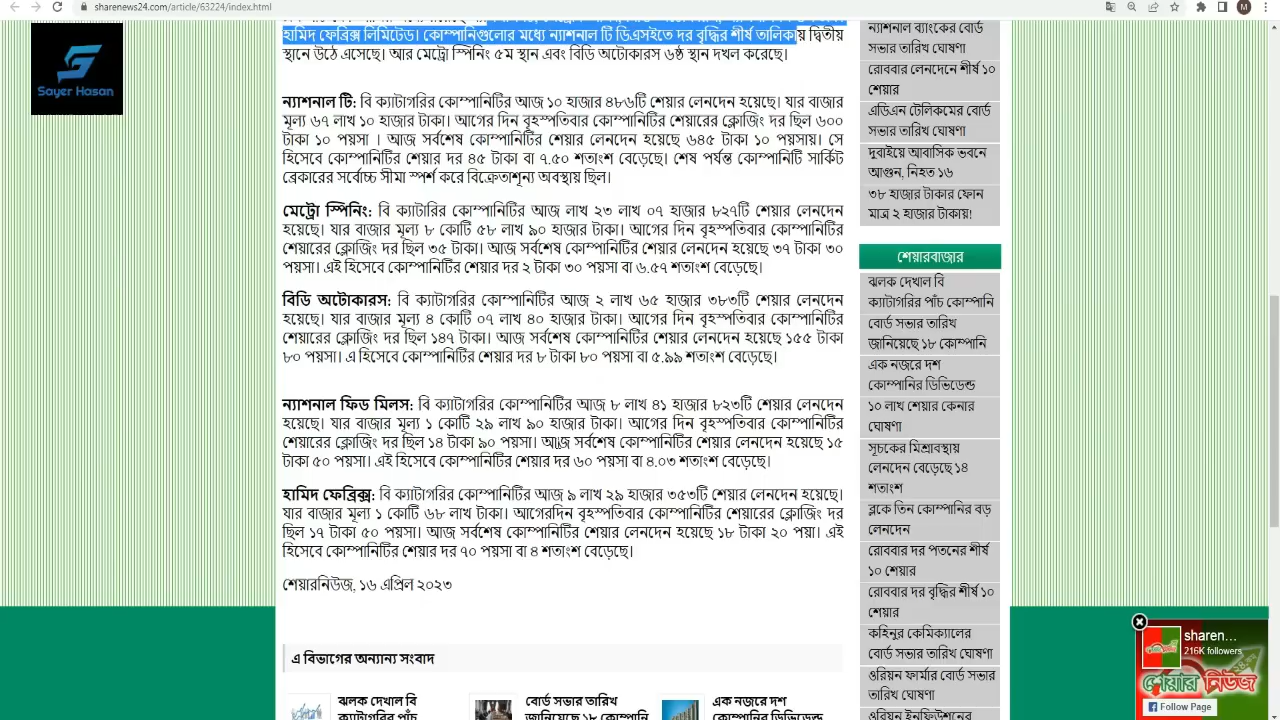 sharenews24.com/article/63224/index.html
Sayer Hasan
হামিদ ফেব্রিক্স লিমিটেড। কোম্পানিগুলোর মধ্যে ন্যাশনাল টি ডিএসইতে দর বৃদ্ধির শীর্ষ তালিকায় দ্বিতীয়
স্থানে উঠে এসেছে। আর মেট্রো স্পিনিং ৫ম স্থান এবং বিডি অটোকারস ৬ষ্ঠ স্থান দখল করেছে।
ন্যাশনাল টি: বি ক্যাটাগরির কোম্পানিটির আজ ১০ হাজার ৪৮৬টি শেয়ার লেনদেন হয়েছে। যার বাজার
মূল্য ৬৭ লাখ ১০ হাজার টাকা। আগের দিন বৃহস্পতিবার কোম্পানিটির শেয়ারের ক্লোজিং দর ছিল ৬০০
টাকা ১০ পয়সা । আজ সর্বশেষ কোম্পানিটির শেয়ার লেনদেন হয়েছে ৬৪৫ টাকা ১০ পয়সায়। সে
হিসেবে কোম্পানিটির শেয়ার দর ৪৫ টাকা বা ৭.৫০ শতাংশ বেড়েছে। শেষ পর্যন্ত কোম্পানিটি সার্কিট
ব্রেকারের সর্বোচ্চ সীমা স্পর্শ করে বিক্রেতাশূন্য অবস্থায় ছিল।
মেট্রো স্পিনিং: বি ক্যাটারির কোম্পানিটির আজ লাখ ২৩ লাখ ০৭ হাজার ৮২৭টি শেয়ার লেনদেন
হয়েছে। যার বাজার মূল্য ৮ কোটি ৫৮ লাখ ৯০ হাজার টাকা। আগের দিন বৃহস্পতিবার কোম্পানিটির
শেয়ারের ক্লোজিং দর ছিল ৩৫ টাকা। আজ সর্বশেষ কোম্পানিটির শেয়ার লেনদেন হয়েছে ৩৭ টাকা ৩০
পয়সা। এই হিসেবে কোম্পানিটির শেয়ার দর ২ টাকা ৩০ পয়সা বা ৬.৫৭ শতাংশ বেড়েছে।
বিডি অটোকারস: বি ক্যাটাগরির কোম্পানিটির আজ ২ লাখ ৬৫ হাজার ৩৮৩টি শেয়ার লেনদেন
হয়েছে। যার বাজার মূল্য ৪ কোটি ০৭ লাখ ৪০ হাজার টাকা। আগের দিন বৃহস্পতিবার কোম্পানিটির
শেয়ারের ক্লোজিং দর ছিল ১৪৭ টাকা। আজ সর্বশেষ কোম্পানিটির শেয়ার লেনদেন হয়েছে ১৫৫ টাকা
৮০ পয়সা। এ হিসেবে কোম্পানিটির শেয়ার দর ৮ টাকা ৮০ পয়সা বা ৫.৯৯ শতাংশ বেড়েছে।
ন্যাশনাল ফিড মিলস: বি ক্যাটাগরির কোম্পানিটির আজ ৮ লাখ ৪১ হাজার ৮২৩টি শেয়ার লেনদেন
হয়েছে। যার বাজার মূল্য ১ কোটি ২৯ লাখ ৯০ হাজার টাকা। আগের দিন বৃহস্পতিবার কোম্পানিটির
শেয়ারের ক্লোজিং দর ছিল ১৪ টাকা ৯০ পয়সা। আজ সর্বশেষ কোম্পানিটির শেয়ার লেনদেন হয়েছে ১৫
টাকা ৫০ পয়সা। এই হিসেবে কোম্পানিটির শেয়ার দর ৬০ পয়সা বা ৪.০৩ শতাংশ বেড়েছে।
হামিদ ফেব্রিক্স: বি ক্যাটাগরির কোম্পানিটির আজ ৯ লাখ ২৯ হাজার ৩৫৩টি শেয়ার লেনদেন হয়েছে।
যার বাজার মূল্য ১ কোটি ৬৮ লাখ টাকা। আগেরদিন বৃহস্পতিবার কোম্পানিটির শেয়ারের ক্লোজিং দর
ছিল ১৭ টাকা ৫০ পয়সা। আজ সর্বশেষ কোম্পানিটির শেয়ার লেনদেন হয়েছে ১৮ টাকা ২০ পয়া। এই
হিসেবে কোম্পানিটির শেয়ার দর ৭০ পয়সা বা ৪ শতাংশ বেড়েছে।
শেয়ারনিউজ, ১৬ এপ্রিল ২০২৩
এ বিভাগের অন্যান্য সংবাদ
ঝলক দেখাল বি
ক্যাটাগরির পাঁচ
বোর্ড সভার তারিখ
জানিয়েছে ১৮ কোম্পানি
এক নজরে দশ
কোম্পানির ডিভিডেন্ড
ন্যাশনাল ব্যাংকের বোর্ড
সভার তারিখ ঘোষণা
রোববার লেনদেনে শীর্ষ ১০
শেয়ার
এডিএন টেলিকমের বোর্ড
সভার তারিখ ঘোষণা
দুবাইয়ে আবাসিক ভবনে
আগুন, নিহত ১৬
৩৮ হাজার টাকার ফোন
মাত্র ২ হাজার টাকায়!
শেয়ারবাজার
ঝলক দেখাল বি
ক্যাটাগরির পাঁচ কোম্পানি
বোর্ড সভার তারিখ
জানিয়েছে ১৮ কোম্পানি
এক নজরে দশ
কোম্পানির ডিভিডেন্ড
১০ লাখ শেয়ার কেনার
ঘোষণা
সূচকের মিশ্রাবস্থায়
লেনদেন বেড়েছে ১৪
শতাংশ
ব্লকে তিন কোম্পানির বড়
লেনদেন
রোববার দর পতনের শীর্ষ
১০ শেয়ার
রোববার দর বৃদ্ধির শীর্ষ ১০
শেয়ার
কহিনূর কেমিক্যালের
বোর্ড সভার তারিখ ঘোষণা
ওরিয়ন ফার্মার বোর্ড সভার
তারিখ ঘোষণা
ওরিয়ন ইনফিউশনের
sharen...
216K followers
শেয়ার নিউজ
Follow Page